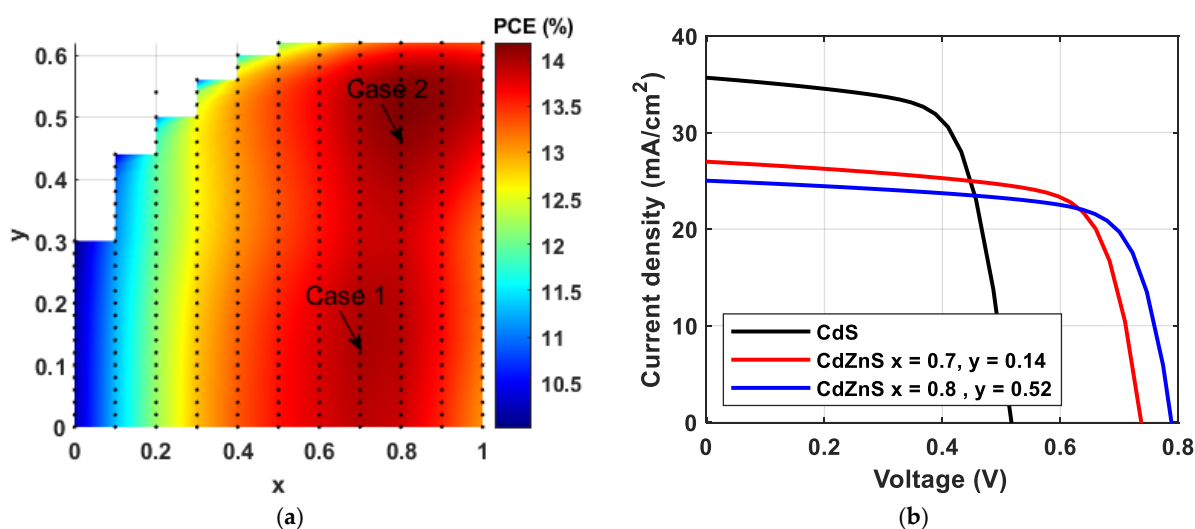 PCE (%)
0.6
0.5
0.4
0.3
0.2
0.1
0
y
Case 2
Case 1
0
0.2
0.4
0.6
0.8
1
x
14
13.5
13
12.5
12
11.5
11
10.5
(a)
40
30
20
10
0
Current density (mA/cm²)
CdS
CdZnS x = 0.7, y = 0.14
CdZnS x = 0.8 , y = 0.52
0
0.2
0.4
0.6
0.8
Voltage (V)
(b)